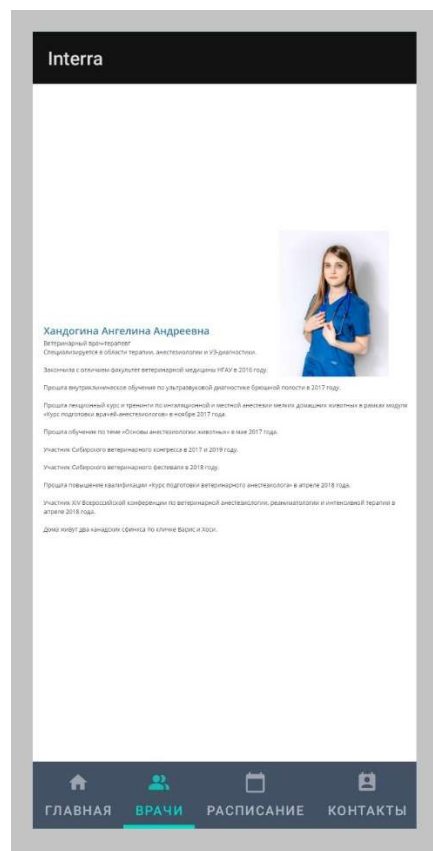 Interra
Хандогина Ангелина Андреевна
Ветеринарный врач-терапевт
Специализируется в области терапии, анестезиологии и УЗ-диагностики.
Закончила с отличием факультет ветеринарной медицины НГАУ в 2016 году.
Прошла внутриклиническое обучение по ультразвуковой диагностике брюшной полости в 2017 году.
Прошла лекционный курс и тренинги по ингаляционной и местной анестезии мелких домашних животных в рамках модуля
«Курс подготовки врачей-анестезиологов» в ноябре 2017 года.
Прошла обучение по теме «Основы анестезиологии животных» в мае 2017 года.
Участник Сибирского ветеринарного конгресса в 2017 и 2019 году.
Участник Сибирского ветеринарного фестиваля в 2018 году.
Прошла повышение квалификации «Курс подготовки ветеринарного анестезиолога» в апреле 2018 года.
Участник XIV Всероссийской конференции по ветеринарной анестезиологии, реаниматологии и интенсивной терапии в
апреле 2018 года.
Дома живут два канадских сфинкса по кличке Варис и Хоси.
ГЛАВНАЯ ВРАЧИ РАСПИСАНИЕ КОНТАКТЫ